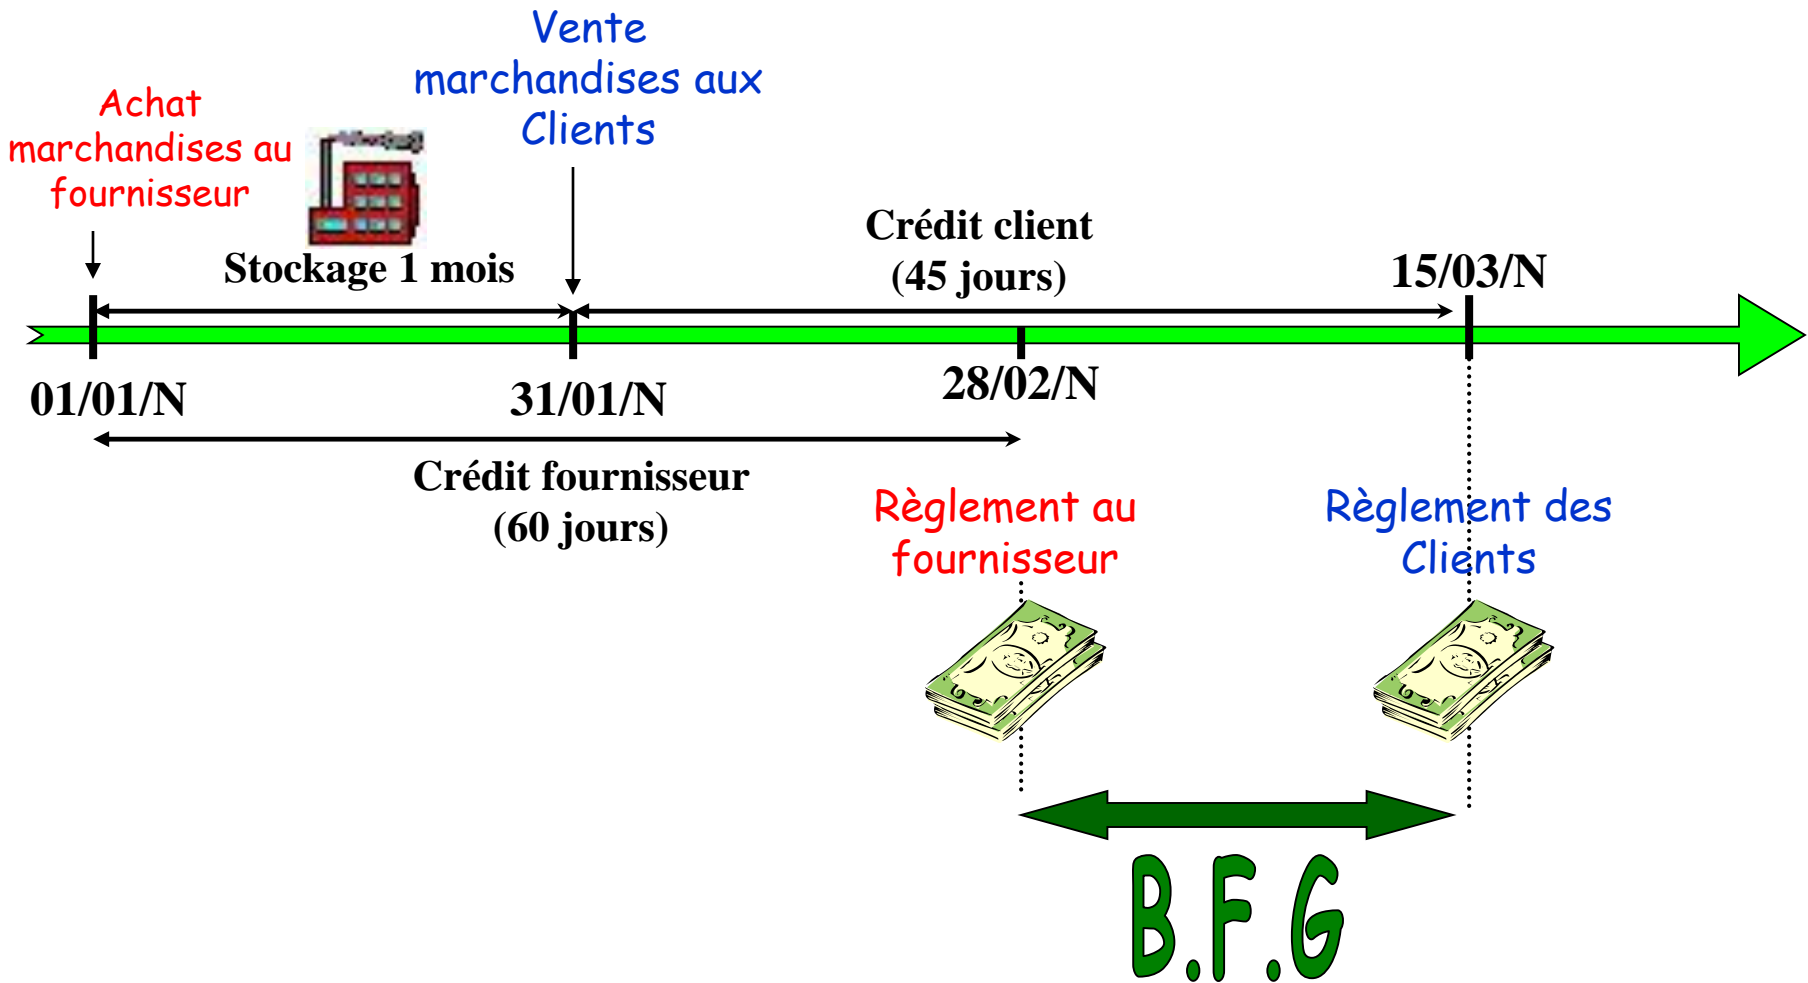 Vente
marchandises aux
Clients
Achat
marchandises au
fournisseur
Stockage 1 mois
Crédit client
(45 jours)
15/03/N
01/01/N
31/01/N
28/02/N
Crédit fournisseur
(60 jours)
Règlement au
fournisseur
Règlement des
Clients
B.F.G